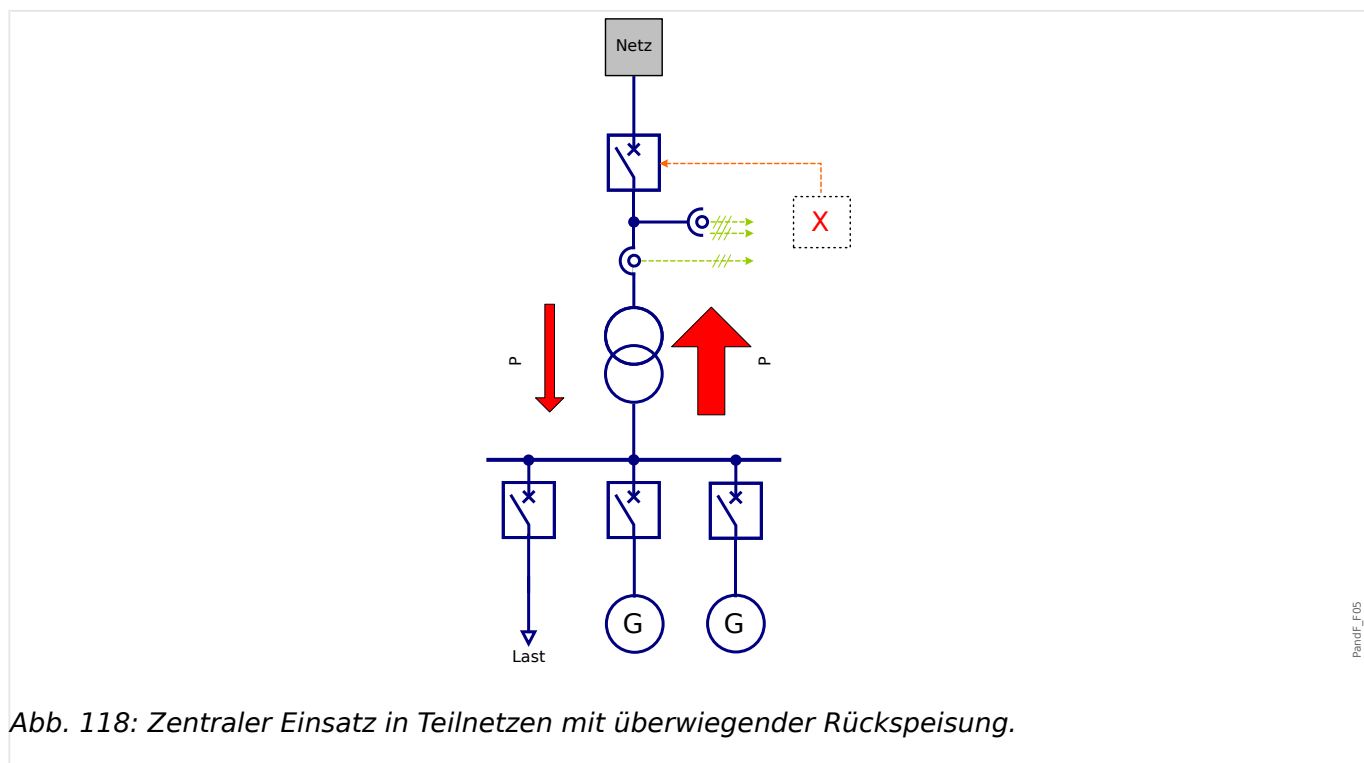 Netz
X
P
P
G
G
Last
PandF_F05
Abb. 118: Zentraler Einsatz in Teilnetzen mit überwiegender Rückspeisung.